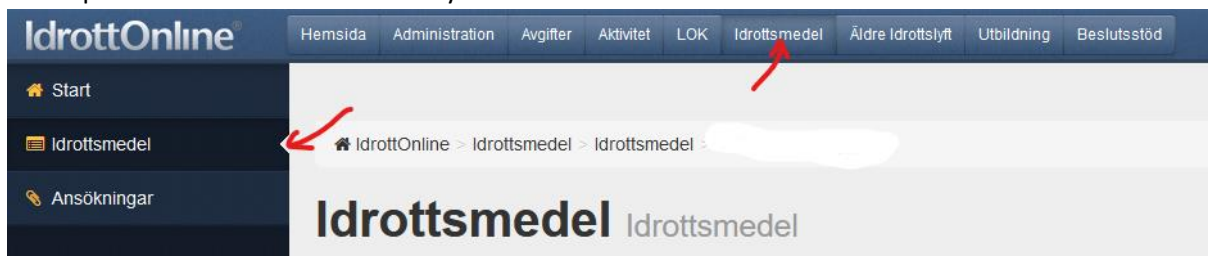 IdrottOnline®
Hemsida Administration Avgifter Aktivitet LOK Idrottsmedel Äldre Idrottslyft Utbildning Beslutsstöd
Start
Idrottsmedel
IdrottOnline > Idrottsmedel > Idrottsmedel >
Ansökningar
Idrottsmedel Idrottsmedel